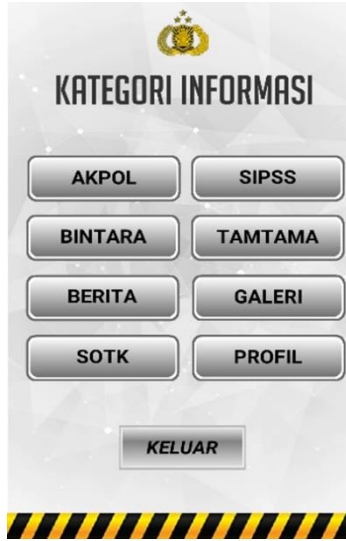 KATEGORI INFORMASI
AKPOL SIPSS
BINTARA TAMTAMA
BERITA GALERI
SOTK PROFIL
KELUAR